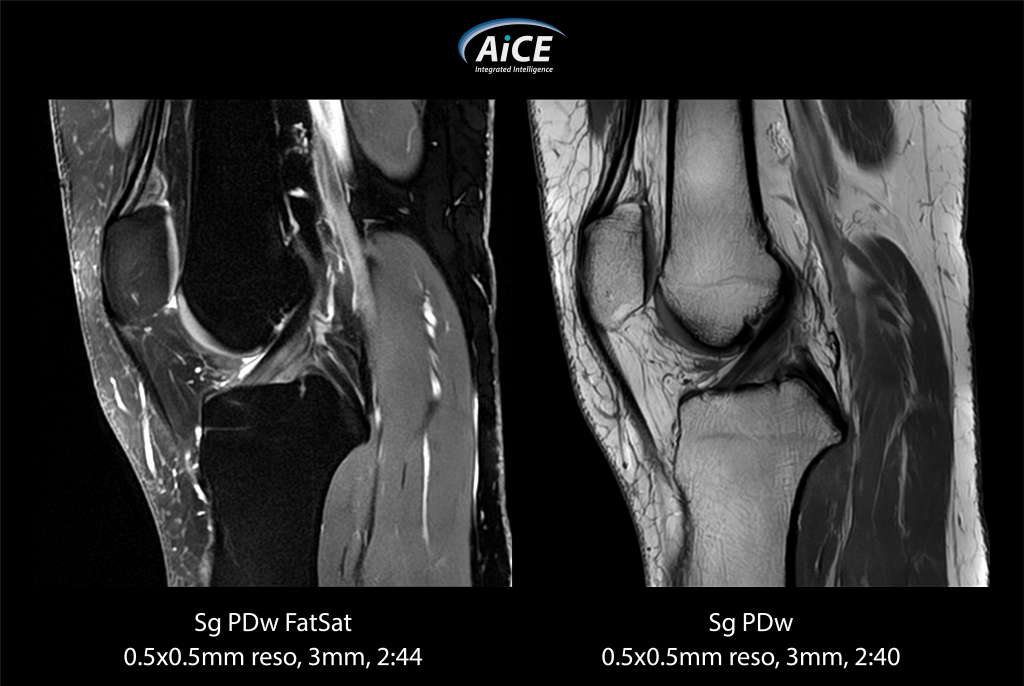 AiCE
Integrated Intelligence
Sg PDw FatSat
0.5x0.5mm reso, 3mm, 2:44
Sg PDw
0.5x0.5mm reso, 3mm, 2:40